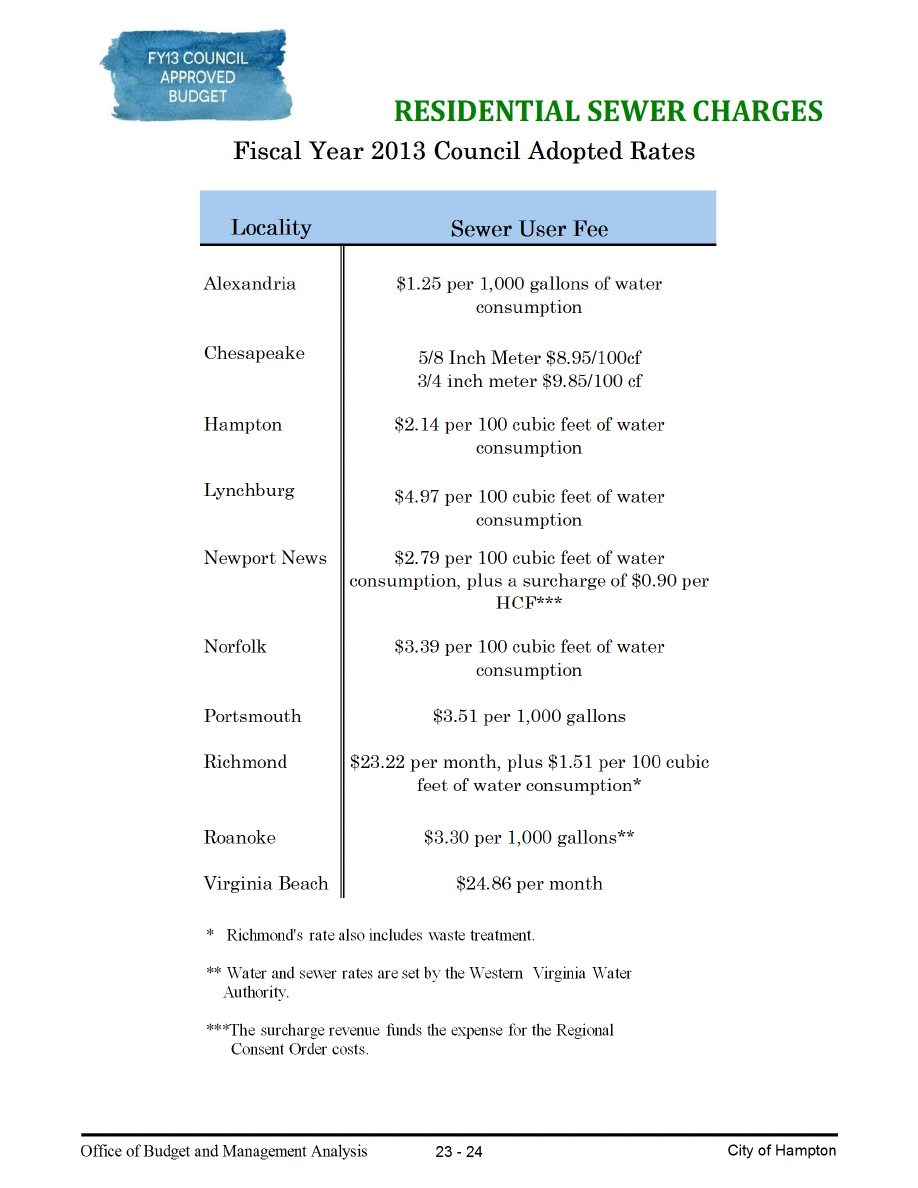 FY13 COUNCIL
APPROVED
BUDGET
RESIDENTIAL SEWER CHARGES
Fiscal Year 2013 Council Adopted Rates
Locality Sewer User Fee
Alexandria $1.25 per 1,000 gallons of water
consumption
Chesapeake 5/8 Inch Meter $8.95/100cf
3/4 inch meter $9.85/100 cf
Hampton $2.14 per 100 cubic feet of water
consumption
Lynchburg $4.97 per 100 cubic feet of water
consumption
Newport News $2.79 per 100 cubic feet of water
consumption, plus a surcharge of $0.90 per
HCF***
Norfolk $3.39 per 100 cubic feet of water
consumption
Portsmouth $3.51 per 1,000 gallons
Richmond $23.22 per month, plus $1.51 per 100 cubic
feet of water consumption*
Roanoke $3.30 per 1,000 gallons**
Virginia Beach $24.86 per month
* Richmond's rate also includes waste treatment.
** Water and sewer rates are set by the Western Virginia Water
Authority.
***The surcharge revenue funds the expense for the Regional
Consent Order costs.
Office of Budget and Management Analysis 23 - 24 City of Hampton